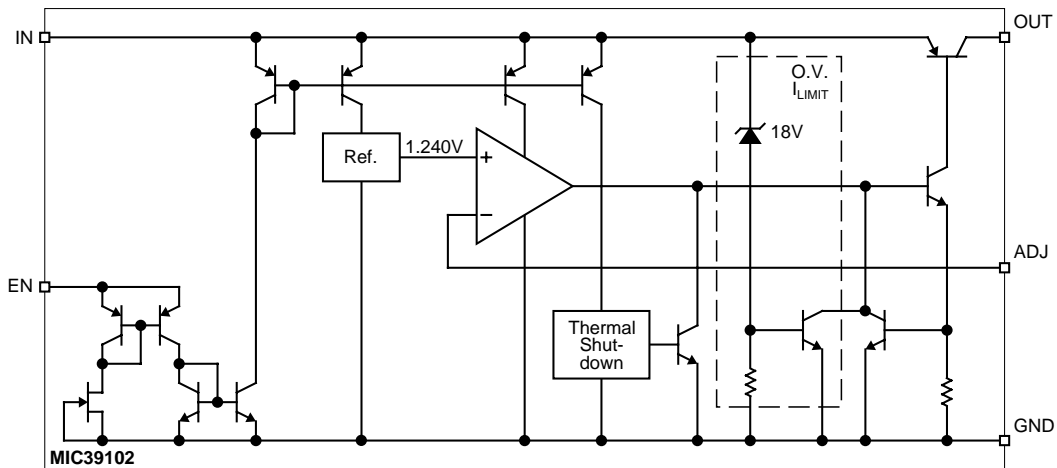 IN
OUT
O.V.
ILIMIT
18V
Ref.
1.240V
+
−
ADJ
EN
Thermal
Shut-
down
GND
MIC39102